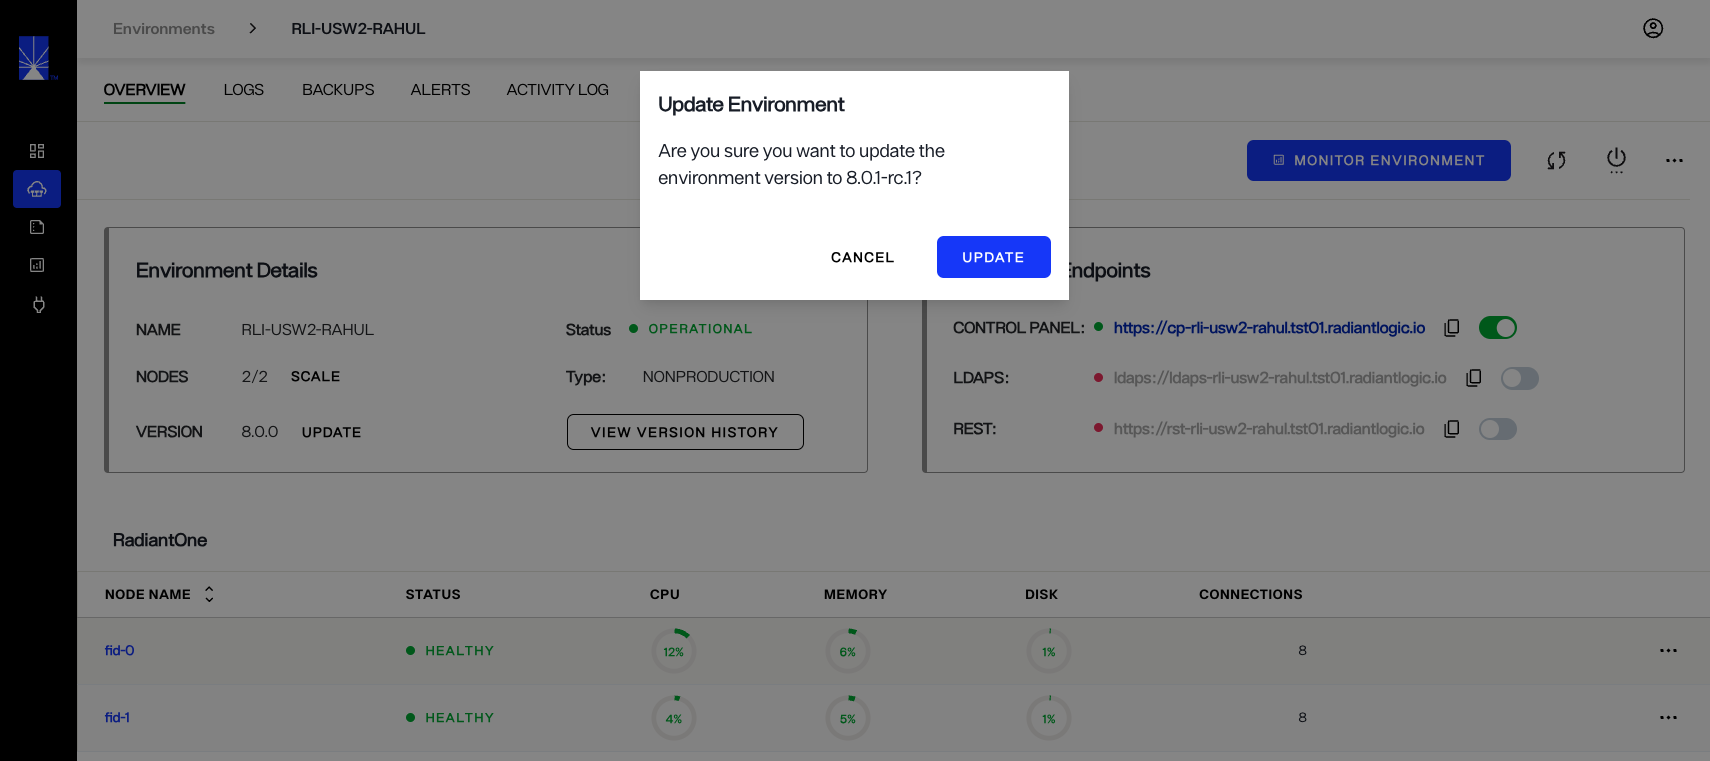 Environments > RLI-USW2-RAHUL
OVERVIEW LOGS BACKUPS ALERTS ACTIVITY LOG
Update Environment
Are you sure you want to update the
environment version to 8.0.1-rc.1?
CANCEL UPDATE
MONITOR ENVIRONMENT
Environment Details
NAME RLI-USW2-RAHUL Status OPERATIONAL
NODES 2/2 SCALE Type: NONPRODUCTION
VERSION 8.0.0 UPDATE VIEW VERSION HISTORY
Endpoints
CONTROL PANEL: https://cp-rli-usw2-rahul.tst01.radiantlogic.io
LDAPS: ldaps://ldaps-rli-usw2-rahul.tst01.radiantlogic.io
REST: https://rst-rli-usw2-rahul.tst01.radiantlogic.io
RadiantOne
NODE NAME STATUS CPU MEMORY DISK CONNECTIONS
fid-0 HEALTHY 12% 6% 1% 8
fid-1 HEALTHY 4% 5% 1% 8